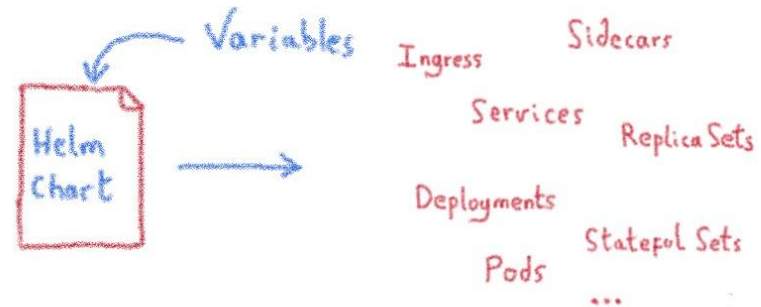 Variables
Helm
Chart
Ingress
Sidecars
Services
Replica Sets
Deployments
Stateful Sets
Pods
...